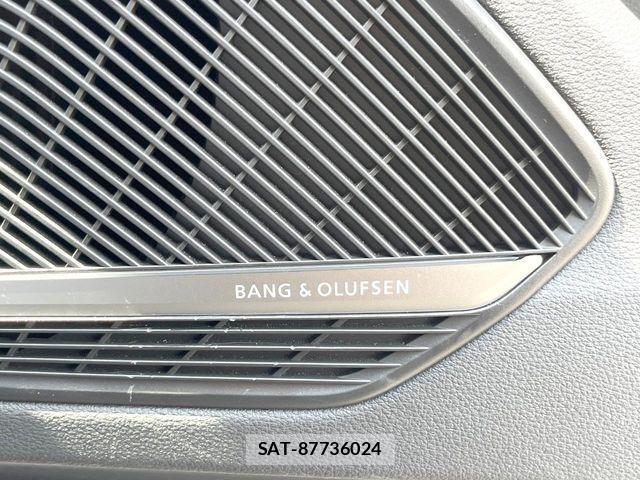 BANG & OLUFSEN
SAT-87736024